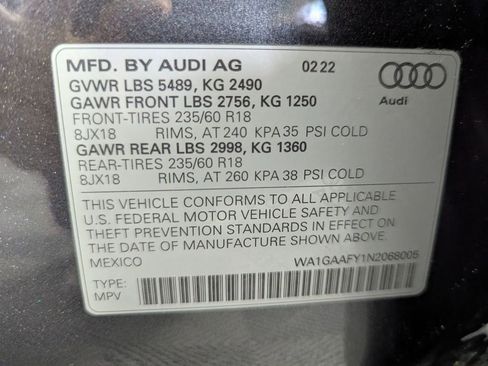 MFD. BY AUDI AG 02 22
GVWR LBS 5489, KG 2490
GAWR FRONT LBS 2756, KG 1250
FRONT-TIRES 235/60 R18
8JX18 RIMS, AT 240 KPA 35 PSI COLD
GAWR REAR LBS 2998, KG 1360
REAR-TIRES 235/60 R18
8JX18 RIMS, AT 260 KPA 38 PSI COLD
Audi
THIS VEHICLE CONFORMS TO ALL APPLICABLE
U.S. FEDERAL MOTOR VEHICLE SAFETY AND
THEFT PREVENTION STANDARDS IN EFFECT ON
THE DATE OF MANUFACTURE SHOWN ABOVE.
MEXICO WA1GAAFY1N2068005
TYPE:
MPV